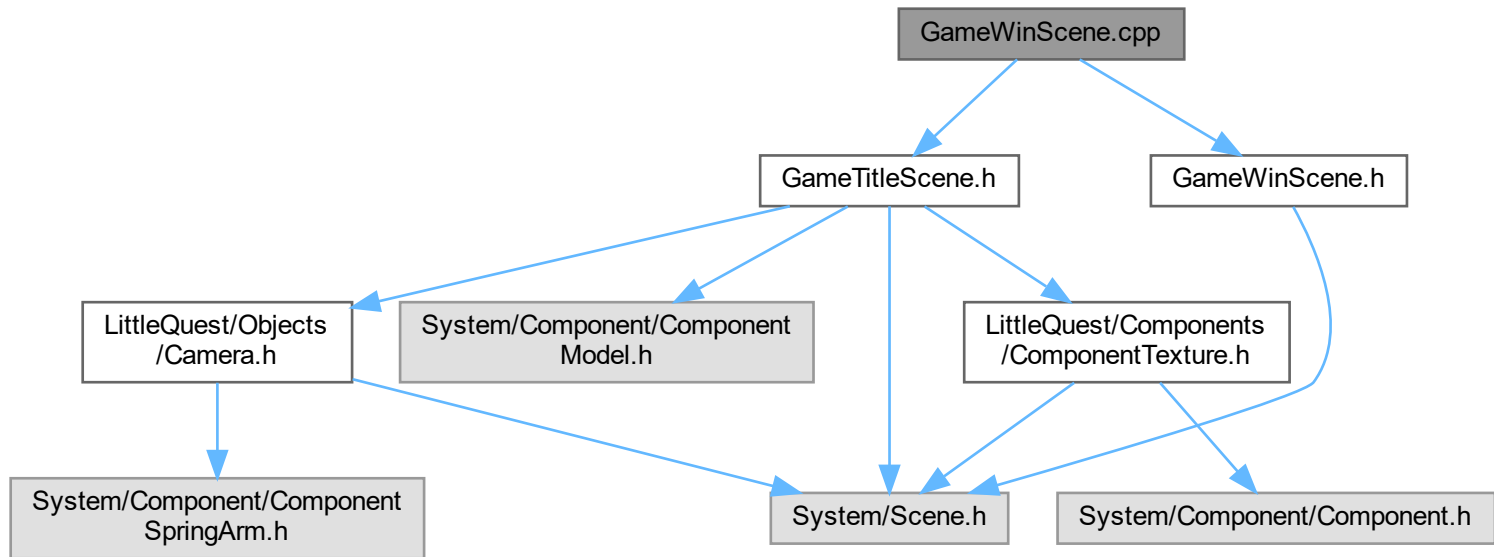 GameWinScene.cpp
GameTitleScene.h
GameWinScene.h
LittleQuest/Objects
/Camera.h
System/Component/Component
Model.h
LittleQuest/Components
/ComponentTexture.h
System/Component/Component
SpringArm.h
System/Scene.h
System/Component/Component.h